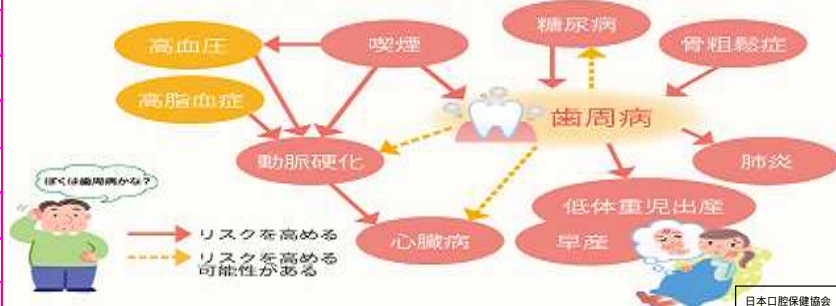 糖尿病
高血圧
喫煙
骨粗鬆症
高脂血症
歯周病
動脈硬化
肺炎
ぼくは歯周病かな？
低体重児出産
リスクを高める
心臓病
早産
リスクを高める
可能性がある
日本口腔保健協会